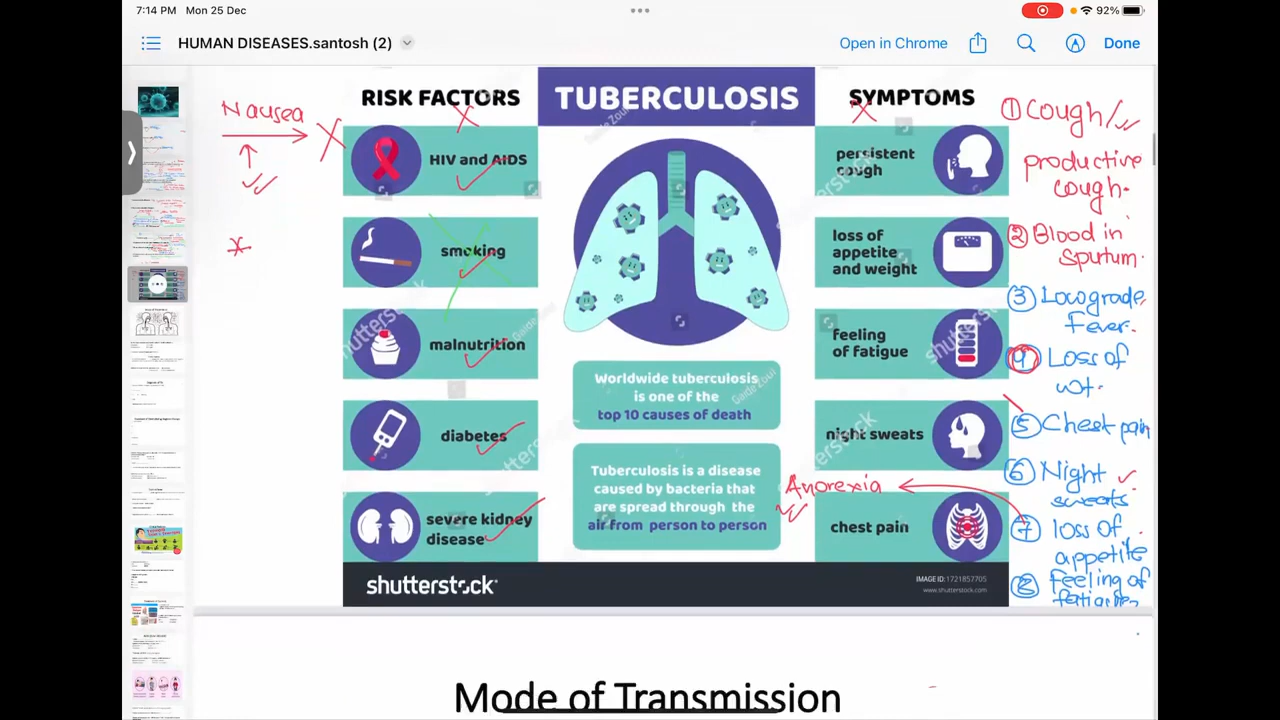 7:14 PM Mon 25 Dec
92%
HUMAN DISEASES.santosh (2)
Open in Chrome
Done
RISK FACTORS
TUBERCULOSIS
SYMPTOMS
Nausea
HIV and AIDS
smoking
malnutrition
diabetes
severe kidney
disease
Worldwide tuberculosis
is one of the
top 10 causes of death
Tuberculosis is a disease
caused by bacteria that
are spread through the
air from person to person
persistent
cough
loss of
appetite
and weight
feeling
of fatigue
night sweats
Anorexia
chest pain
① Cough
productive
cough.
② Blood in
sputum.
③ Low grade
fever.
④ Loss of
wt.
⑤ Chest pain
⑥ Night
sweats
⑦ loss of
appetite
⑧ feeling of
shutterstock
IMAGE ID: 1721857705
www.shutterstock.com
Mode of Transmission